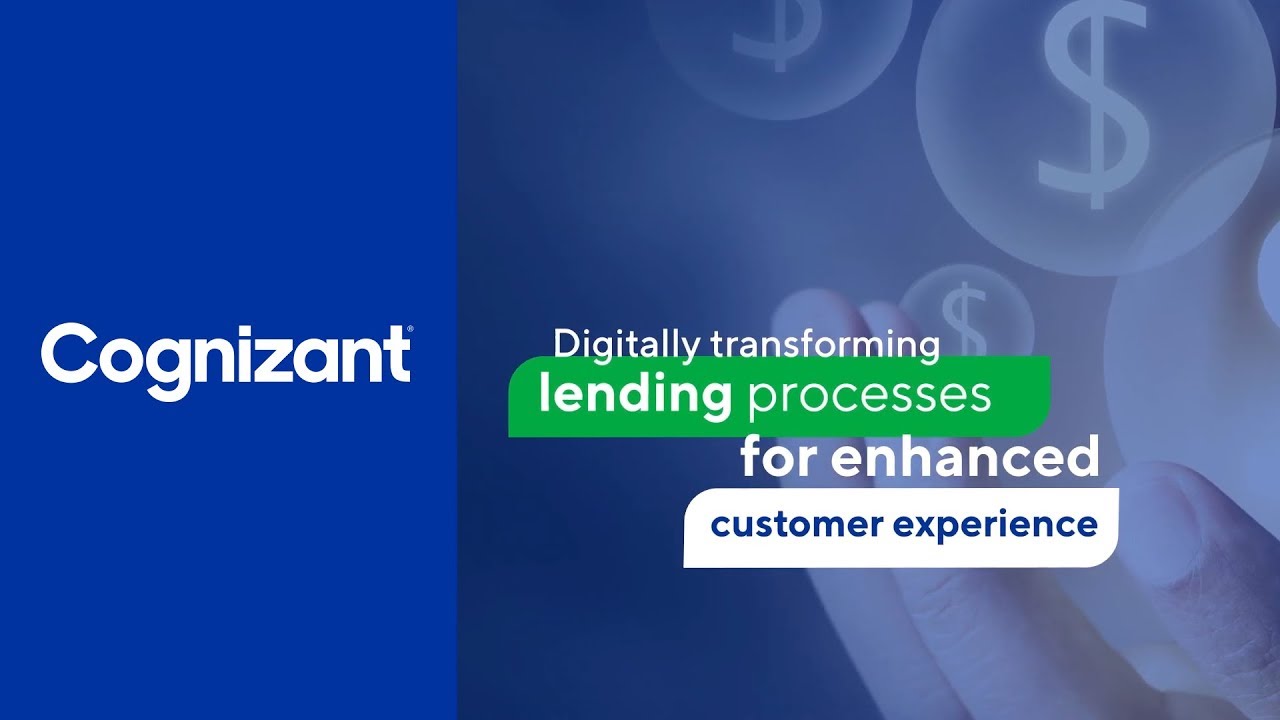 Cognizant®
Digitally transforming
lending processes
for enhanced
customer experience
$
$
$